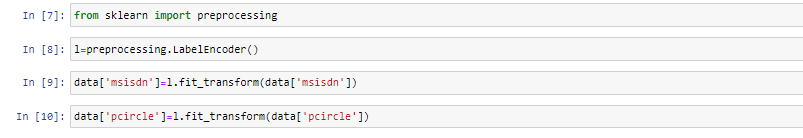 In [7]: from sklearn import preprocessing
In [8]: l=preprocessing.LabelEncoder()
In [9]: data['msisdn']=l.fit_transform(data['msisdn'])
In [10]: data['pcircle']=l.fit_transform(data['pcircle'])